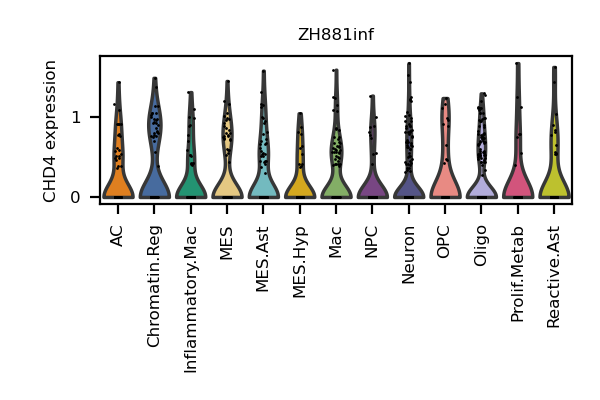 ZH881inf
CHD4 expression
1
0
AC
Chromatin.Reg
Inflammatory.Mac
MES
MES.Ast
MES.Hyp
Mac
NPC
Neuron
OPC
Oligo
Prolif.Metab
Reactive.Ast